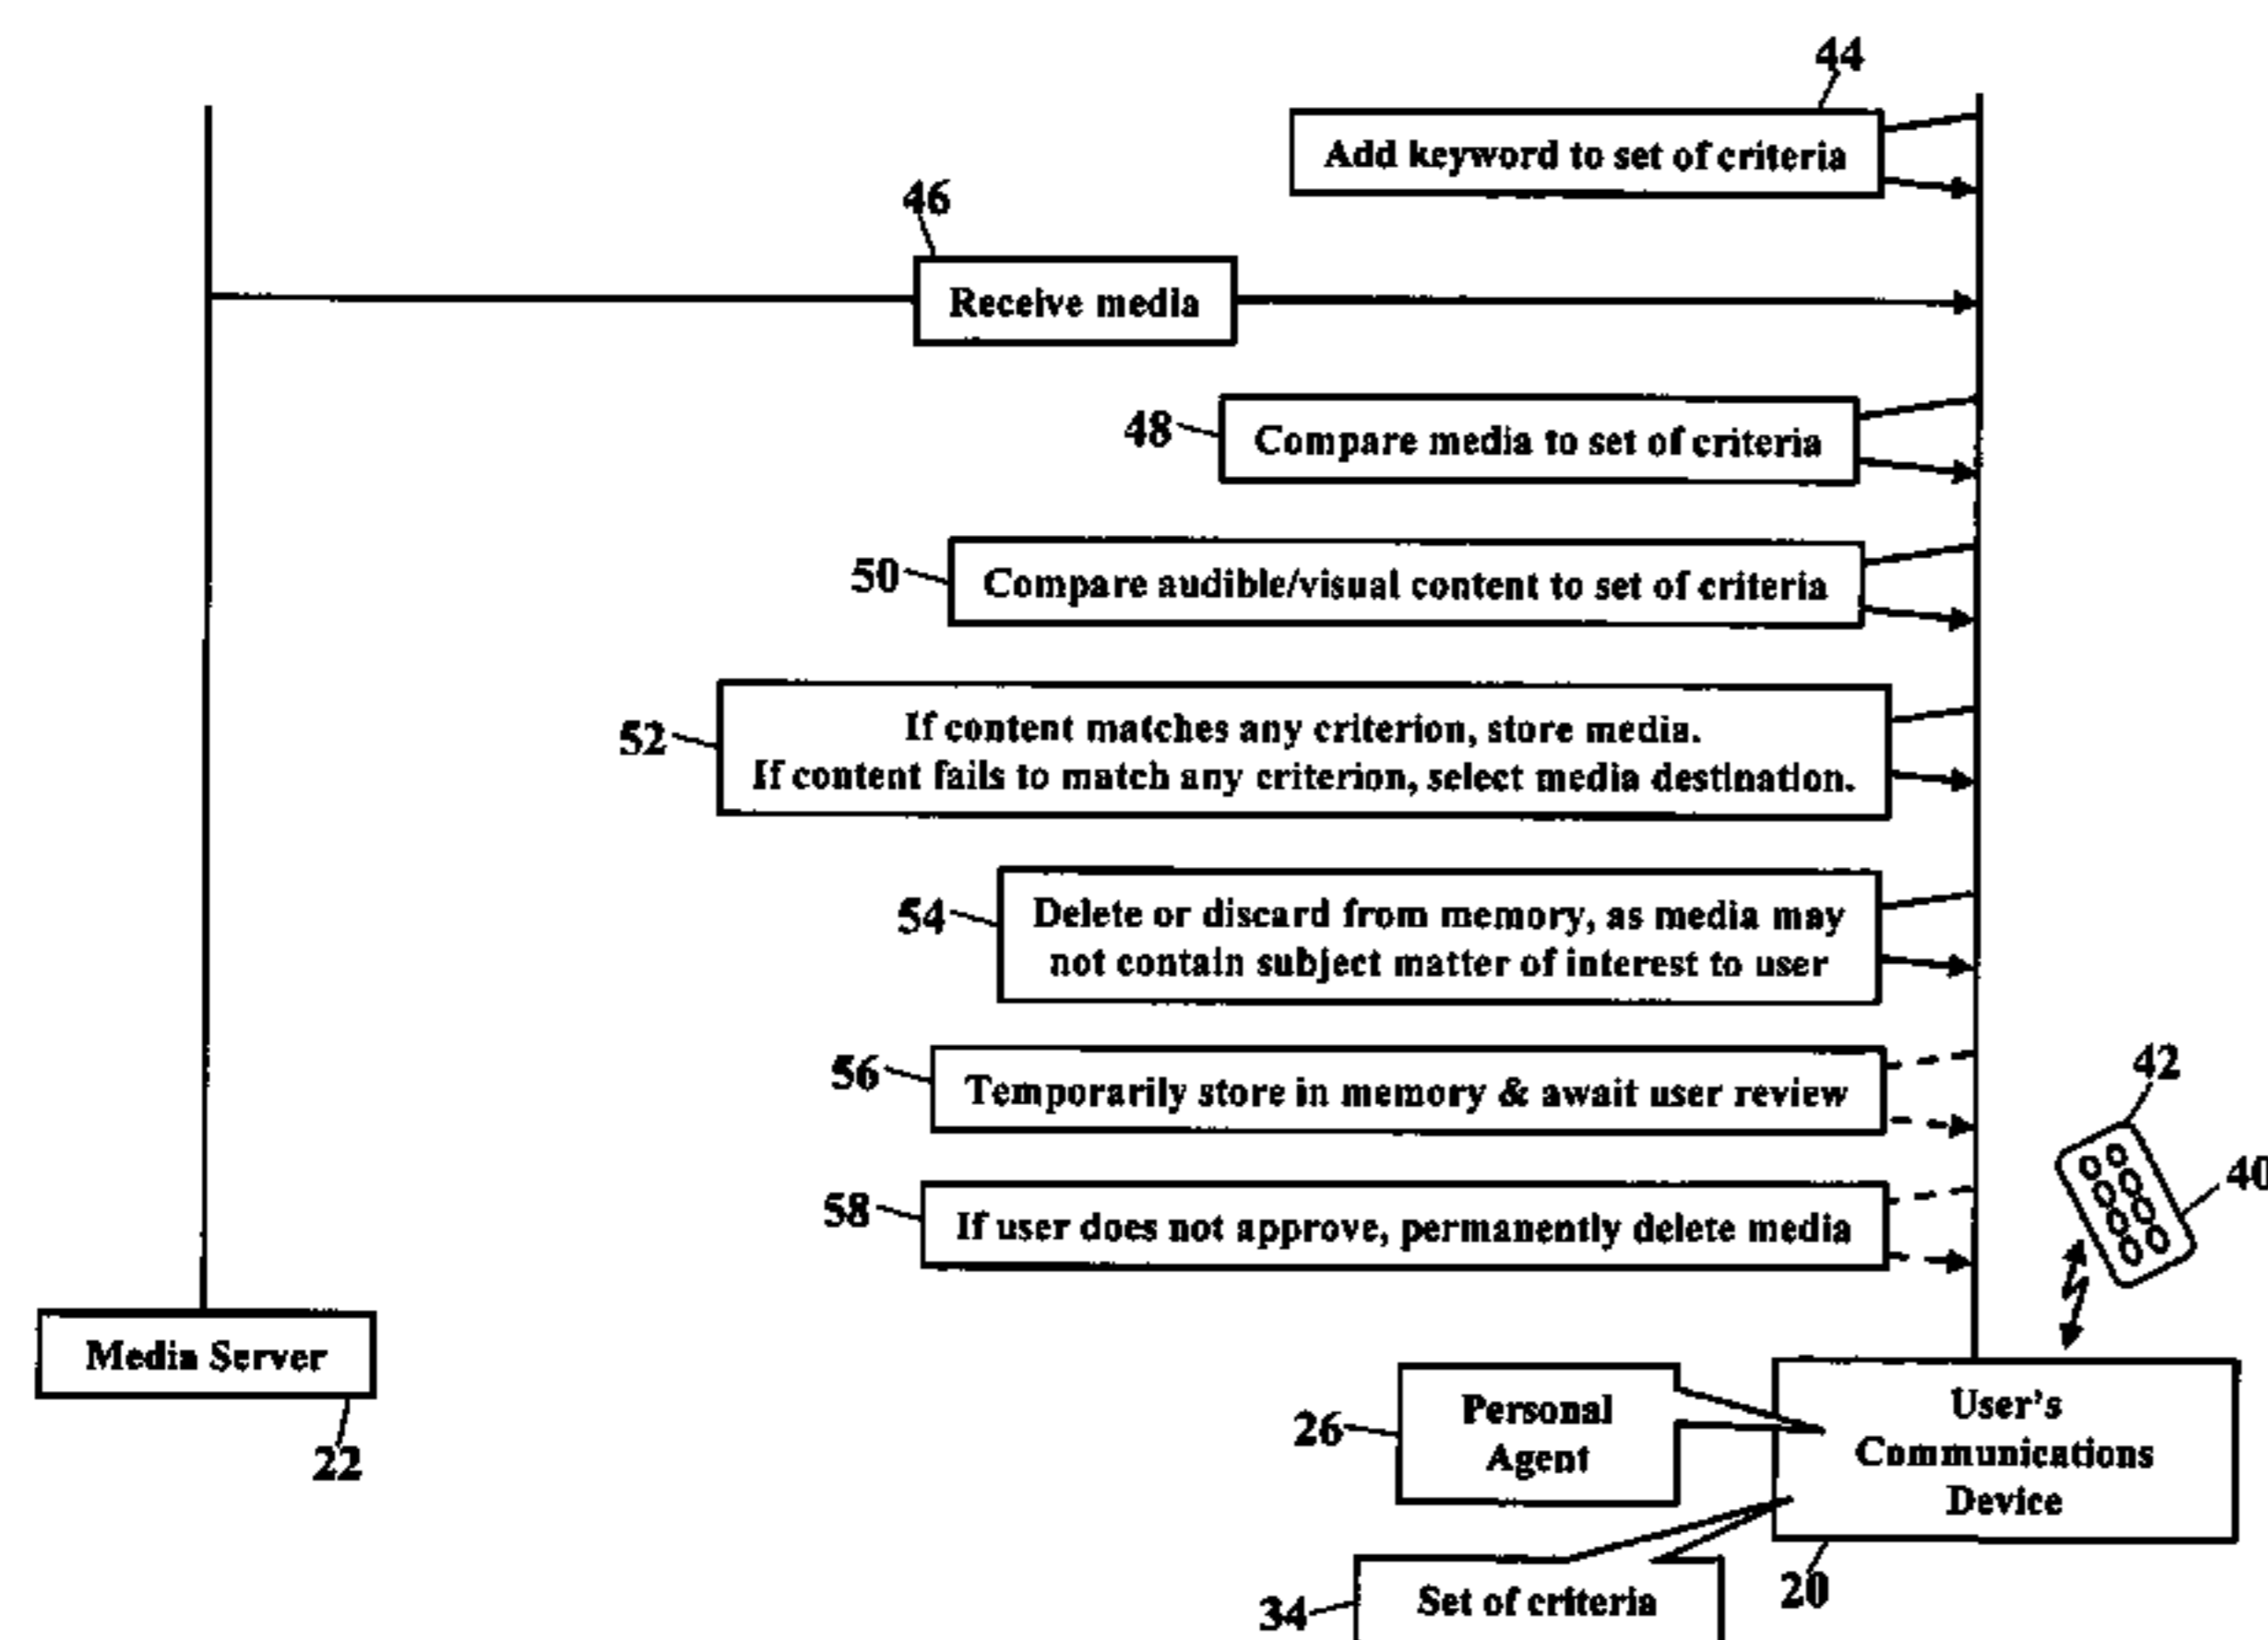 44
Add keyword to set of criteria
46
Receive media
48
Compare media to set of criteria
50
Compare audible/visual content to set of criteria
52
If content matches any criterion, store media.
If content fails to match any criterion, select media destination.
54
Delete or discard from memory, as media may
not contain subject matter of interest to user
56
Temporarily store in memory & await user review
42
40
58
If user does not approve, permanently delete media
Media Server
22
26
Personal
Agent
User's
Communications
Device
20
34
Set of criteria